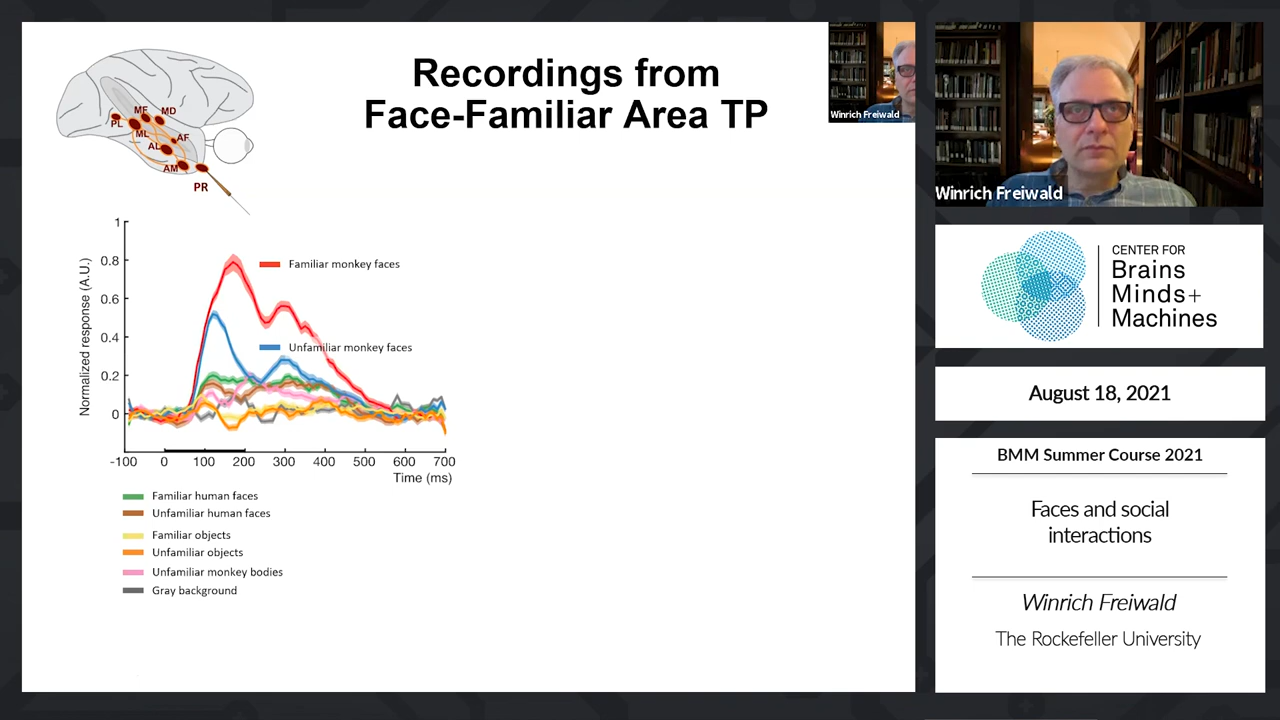 Recordings from
Face-Familiar Area TP
MF
MD
PL
ML
AF
AL
AM
PR
Normalized response (A.U.)
1
0.8
0.6
0.4
0.2
0
Familiar monkey faces
Unfamiliar monkey faces
-100 0 100 200 300 400 500 600 700
Time (ms)
Familiar human faces
Unfamiliar human faces
Familiar objects
Unfamiliar objects
Unfamiliar monkey bodies
Gray background
Winrich Freiwald
Winrich Freiwald
CENTER FOR
Brains
Minds+
Machines
August 18, 2021
BMM Summer Course 2021
Faces and social
interactions
Winrich Freiwald
The Rockefeller University